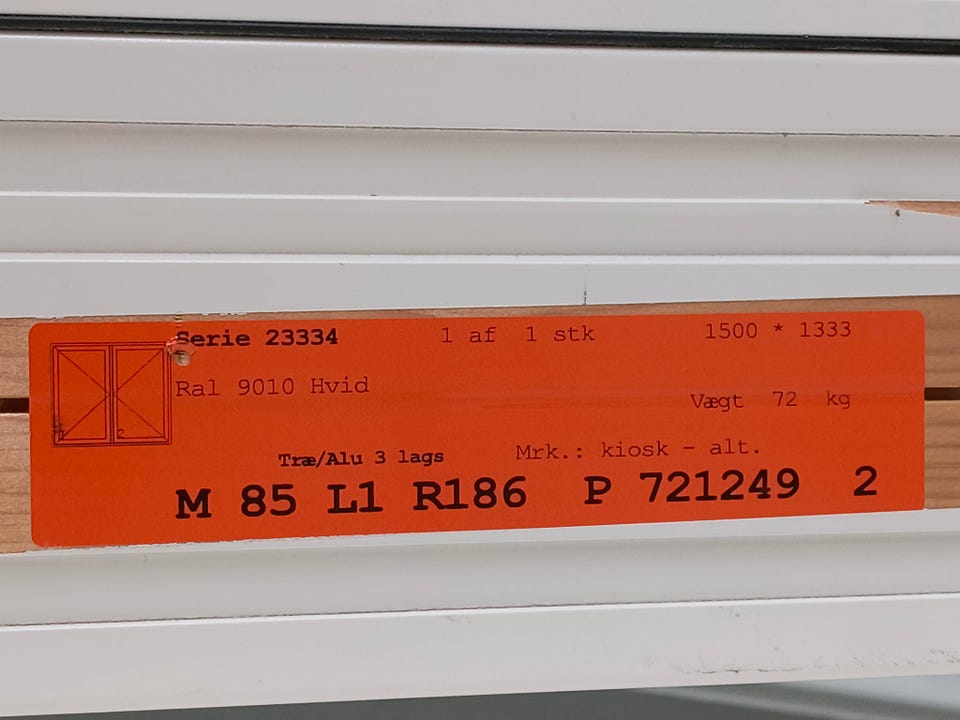 Serie 23334 1 af 1 stk 1500 * 1333
Ral 9010 Hvid
Vægt 72 kg
Træ/Alu 3 lags Mrk.: kiosk - alt.
M 85 L1 R186 P 721249 2